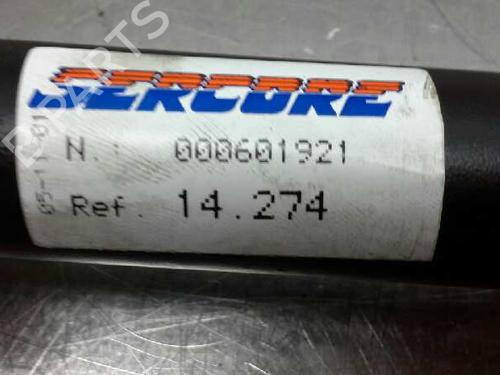 SERCORE
N.: 000601921
Ref. 14.274